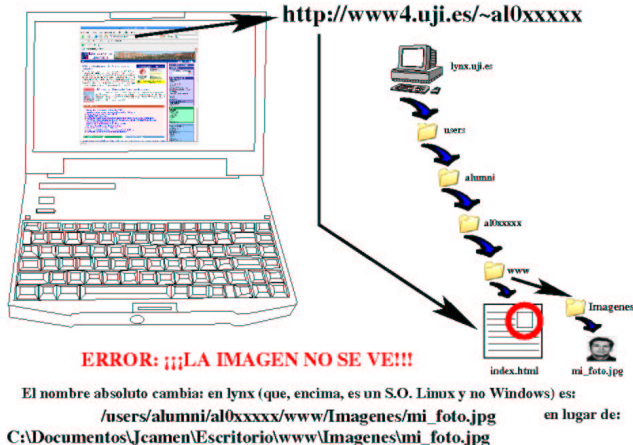 http://www4.uji.es/~al0xxxxx
lynx.uji.es
users
alumni
al0xxxxx
www
Imagenes
index.html
mi_foto.jpg
ERROR: ¡¡¡LA IMAGEN NO SE VE!!!
El nombre absoluto cambia: en lynx (que, encima, es un S.O. Linux y no Windows) es:
/users/alumni/al0xxxxx/www/Imagenes/mi_foto.jpg en lugar de:
C:\Documentos\Jcamen\Escritorio\www\Imagenes\mi_foto.jpg